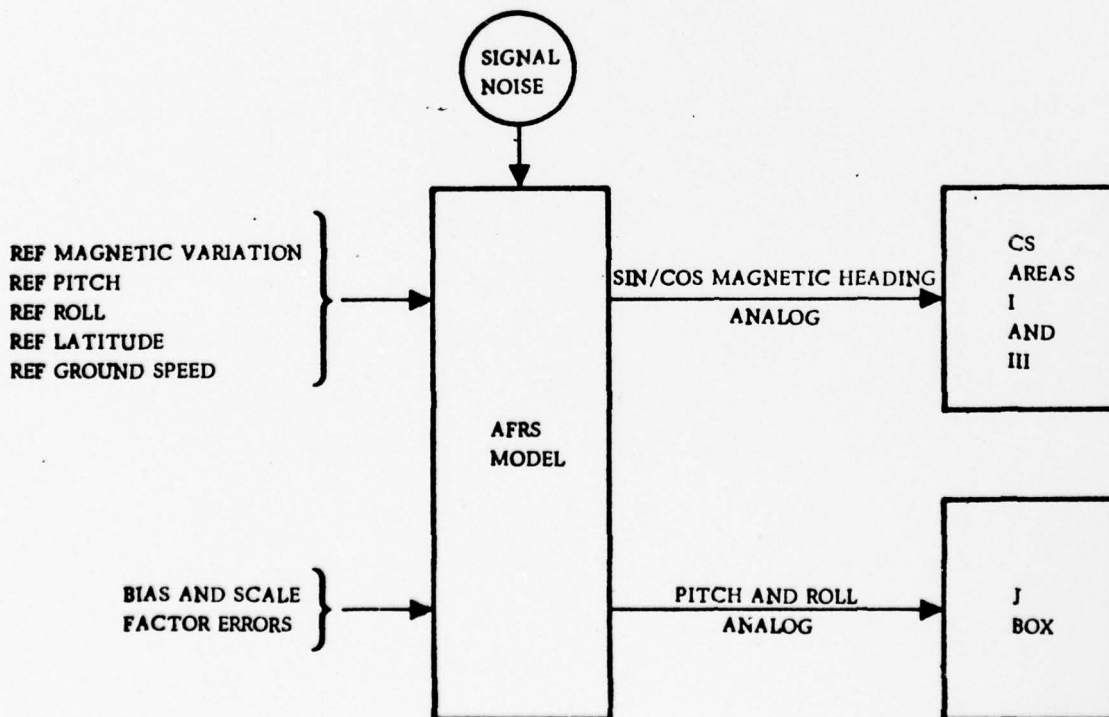 SIGNAL
NOISE
REF MAGNETIC VARIATION
REF PITCH
REF ROLL
REF LATITUDE
REF GROUND SPEED
BIAS AND SCALE
FACTOR ERRORS
AFRS
MODEL
SIN/COS MAGNETIC HEADING
ANALOG
PITCH AND ROLL
ANALOG
CS
AREAS
I
AND
III
J
BOX